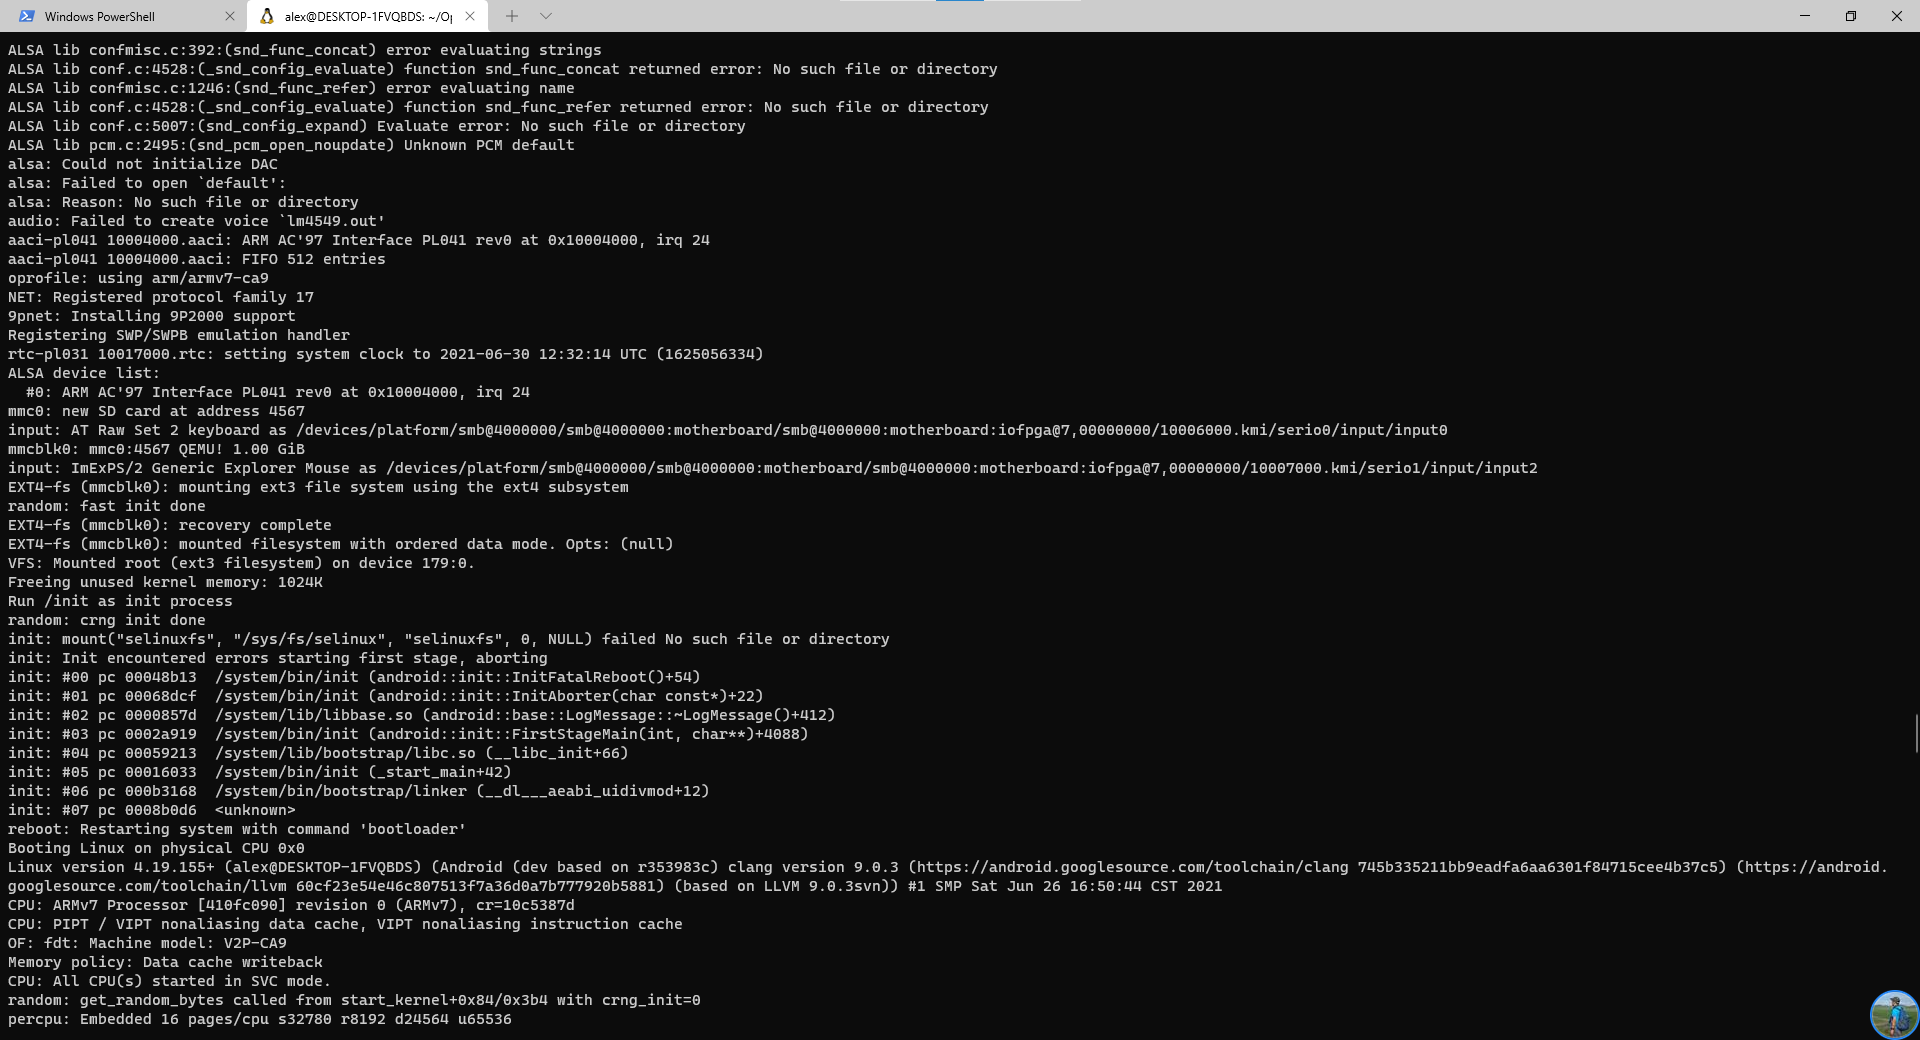 Windows PowerShell
alex@DESKTOP-1FVQBDS: ~/Op
ALSA lib confmisc.c:392:(snd_func_concat) error evaluating strings
ALSA lib conf.c:4528:(_snd_config_evaluate) function snd_func_concat returned error: No such file or directory
ALSA lib confmisc.c:1246:(snd_func_refer) error evaluating name
ALSA lib conf.c:4528:(_snd_config_evaluate) function snd_func_refer returned error: No such file or directory
ALSA lib conf.c:5007:(snd_config_expand) Evaluate error: No such file or directory
ALSA lib pcm.c:2495:(snd_pcm_open_noupdate) Unknown PCM default
alsa: Could not initialize DAC
alsa: Failed to open `default':
alsa: Reason: No such file or directory
audio: Failed to create voice `lm4549.out'
aaci-pl041 10004000.aaci: ARM AC'97 Interface PL041 rev0 at 0x10004000, irq 24
aaci-pl041 10004000.aaci: FIFO 512 entries
oprofile: using arm/armv7-ca9
NET: Registered protocol family 17
9pnet: Installing 9P2000 support
Registering SWP/SWPB emulation handler
rtc-pl031 10017000.rtc: setting system clock to 2021-06-30 12:32:14 UTC (1625056334)
ALSA device list:
  #0: ARM AC'97 Interface PL041 rev0 at 0x10004000, irq 24
mmc0: new SD card at address 4567
input: AT Raw Set 2 keyboard as /devices/platform/smb@4000000/smb@4000000:motherboard/smb@4000000:motherboard:iofpga@7,00000000/10006000.kmi/serio0/input/input0
mmcblk0: mmc0:4567 QEMU! 1.00 GiB
input: ImExPS/2 Generic Explorer Mouse as /devices/platform/smb@4000000/smb@4000000:motherboard/smb@4000000:motherboard:iofpga@7,00000000/10007000.kmi/serio1/input/input2
EXT4-fs (mmcblk0): mounting ext3 file system using the ext4 subsystem
random: fast init done
EXT4-fs (mmcblk0): recovery complete
EXT4-fs (mmcblk0): mounted filesystem with ordered data mode. Opts: (null)
VFS: Mounted root (ext3 filesystem) on device 179:0.
Freeing unused kernel memory: 1024K
Run /init as init process
random: crng init done
init: mount("selinuxfs", "/sys/fs/selinux", "selinuxfs", 0, NULL) failed No such file or directory
init: Init encountered errors starting first stage, aborting
init: #00 pc 00048b13  /system/bin/init (android::init::InitFatalReboot()+54)
init: #01 pc 00068dcf  /system/bin/init (android::init::InitAborter(char const*)+22)
init: #02 pc 0000857d  /system/lib/libbase.so (android::base::LogMessage::~LogMessage()+412)
init: #03 pc 0002a919  /system/bin/init (android::init::FirstStageMain(int, char**)+4088)
init: #04 pc 00059213  /system/lib/bootstrap/libc.so (__libc_init+66)
init: #05 pc 00016033  /system/bin/init (_start_main+42)
init: #06 pc 000b3168  /system/bin/bootstrap/linker (__dl___aeabi_uidivmod+12)
init: #07 pc 0008b0d6  <unknown>
reboot: Restarting system with command 'bootloader'
Booting Linux on physical CPU 0x0
Linux version 4.19.155+ (alex@DESKTOP-1FVQBDS) (Android (dev based on r353983c) clang version 9.0.3 (https://android.googlesource.com/toolchain/clang 745b335211bb9eadfa6aa6301f84715cee4b37c5) (https://android.
googlesource.com/toolchain/llvm 60cf23e54e46c807513f7a36d0a7b777920b5881) (based on LLVM 9.0.3svn)) #1 SMP Sat Jun 26 16:50:44 CST 2021
CPU: ARMv7 Processor [410fc090] revision 0 (ARMv7), cr=10c5387d
CPU: PIPT / VIPT nonaliasing data cache, VIPT nonaliasing instruction cache
OF: fdt: Machine model: V2P-CA9
Memory policy: Data cache writeback
CPU: All CPU(s) started in SVC mode.
random: get_random_bytes called from start_kernel+0x84/0x3b4 with crng_init=0
percpu: Embedded 16 pages/cpu s32780 r8192 d24564 u65536